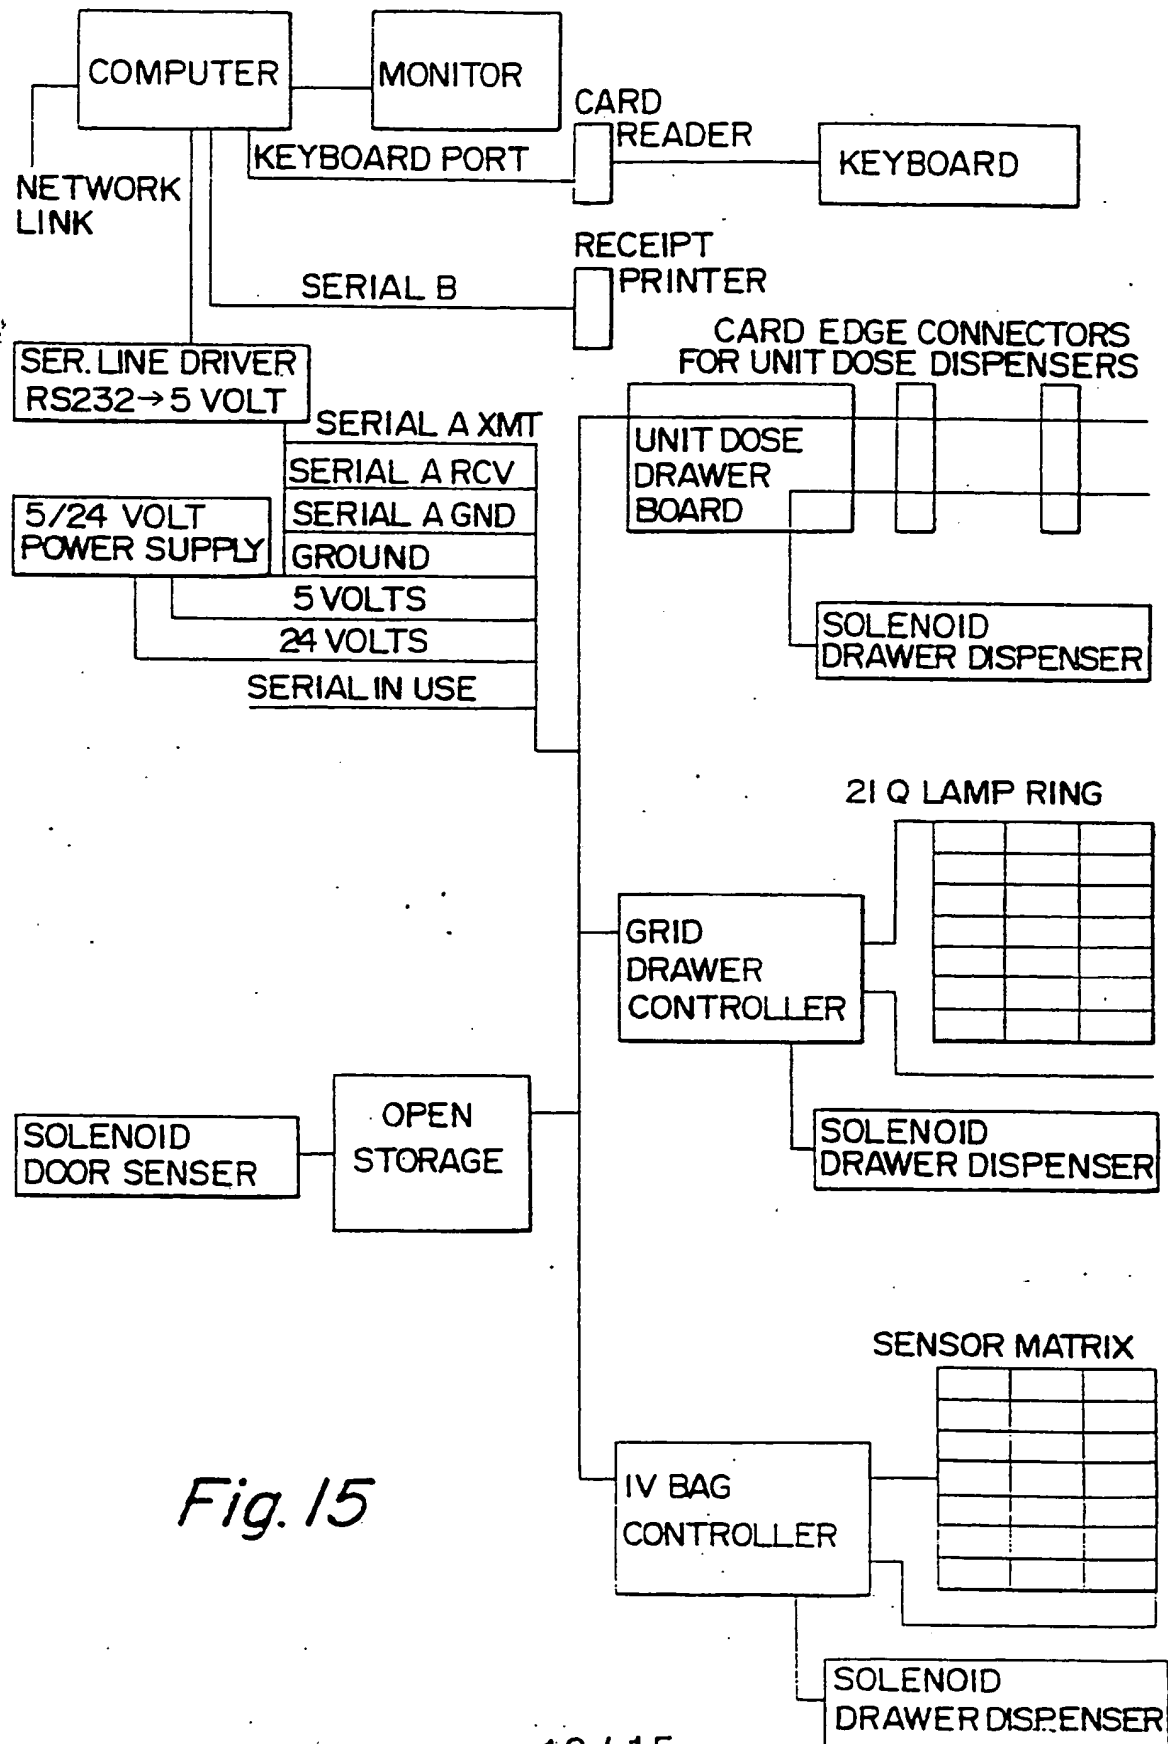 COMPUTER
MONITOR
CARD
READER
KEYBOARD PORT
KEYBOARD
NETWORK
LINK
RECEIPT
PRINTER
SERIAL B
CARD EDGE CONNECTORS
FOR UNIT DOSE DISPENSERS
SER. LINE DRIVER
RS232→5 VOLT
SERIAL A XMT
SERIAL A RCV
SERIAL A GND
GROUND
5 VOLTS
24 VOLTS
SERIAL IN USE
5/24 VOLT
POWER SUPPLY
UNIT DOSE
DRAWER
BOARD
SOLENOID
DRAWER DISPENSER
21 Q LAMP RING
GRID
DRAWER
CONTROLLER
SOLENOID
DRAWER DISPENSER
OPEN
STORAGE
SOLENOID
DOOR SENSER
SENSOR MATRIX
IV BAG
CONTROLLER
SOLENOID
DRAWER DISPENSER
Fig. 15